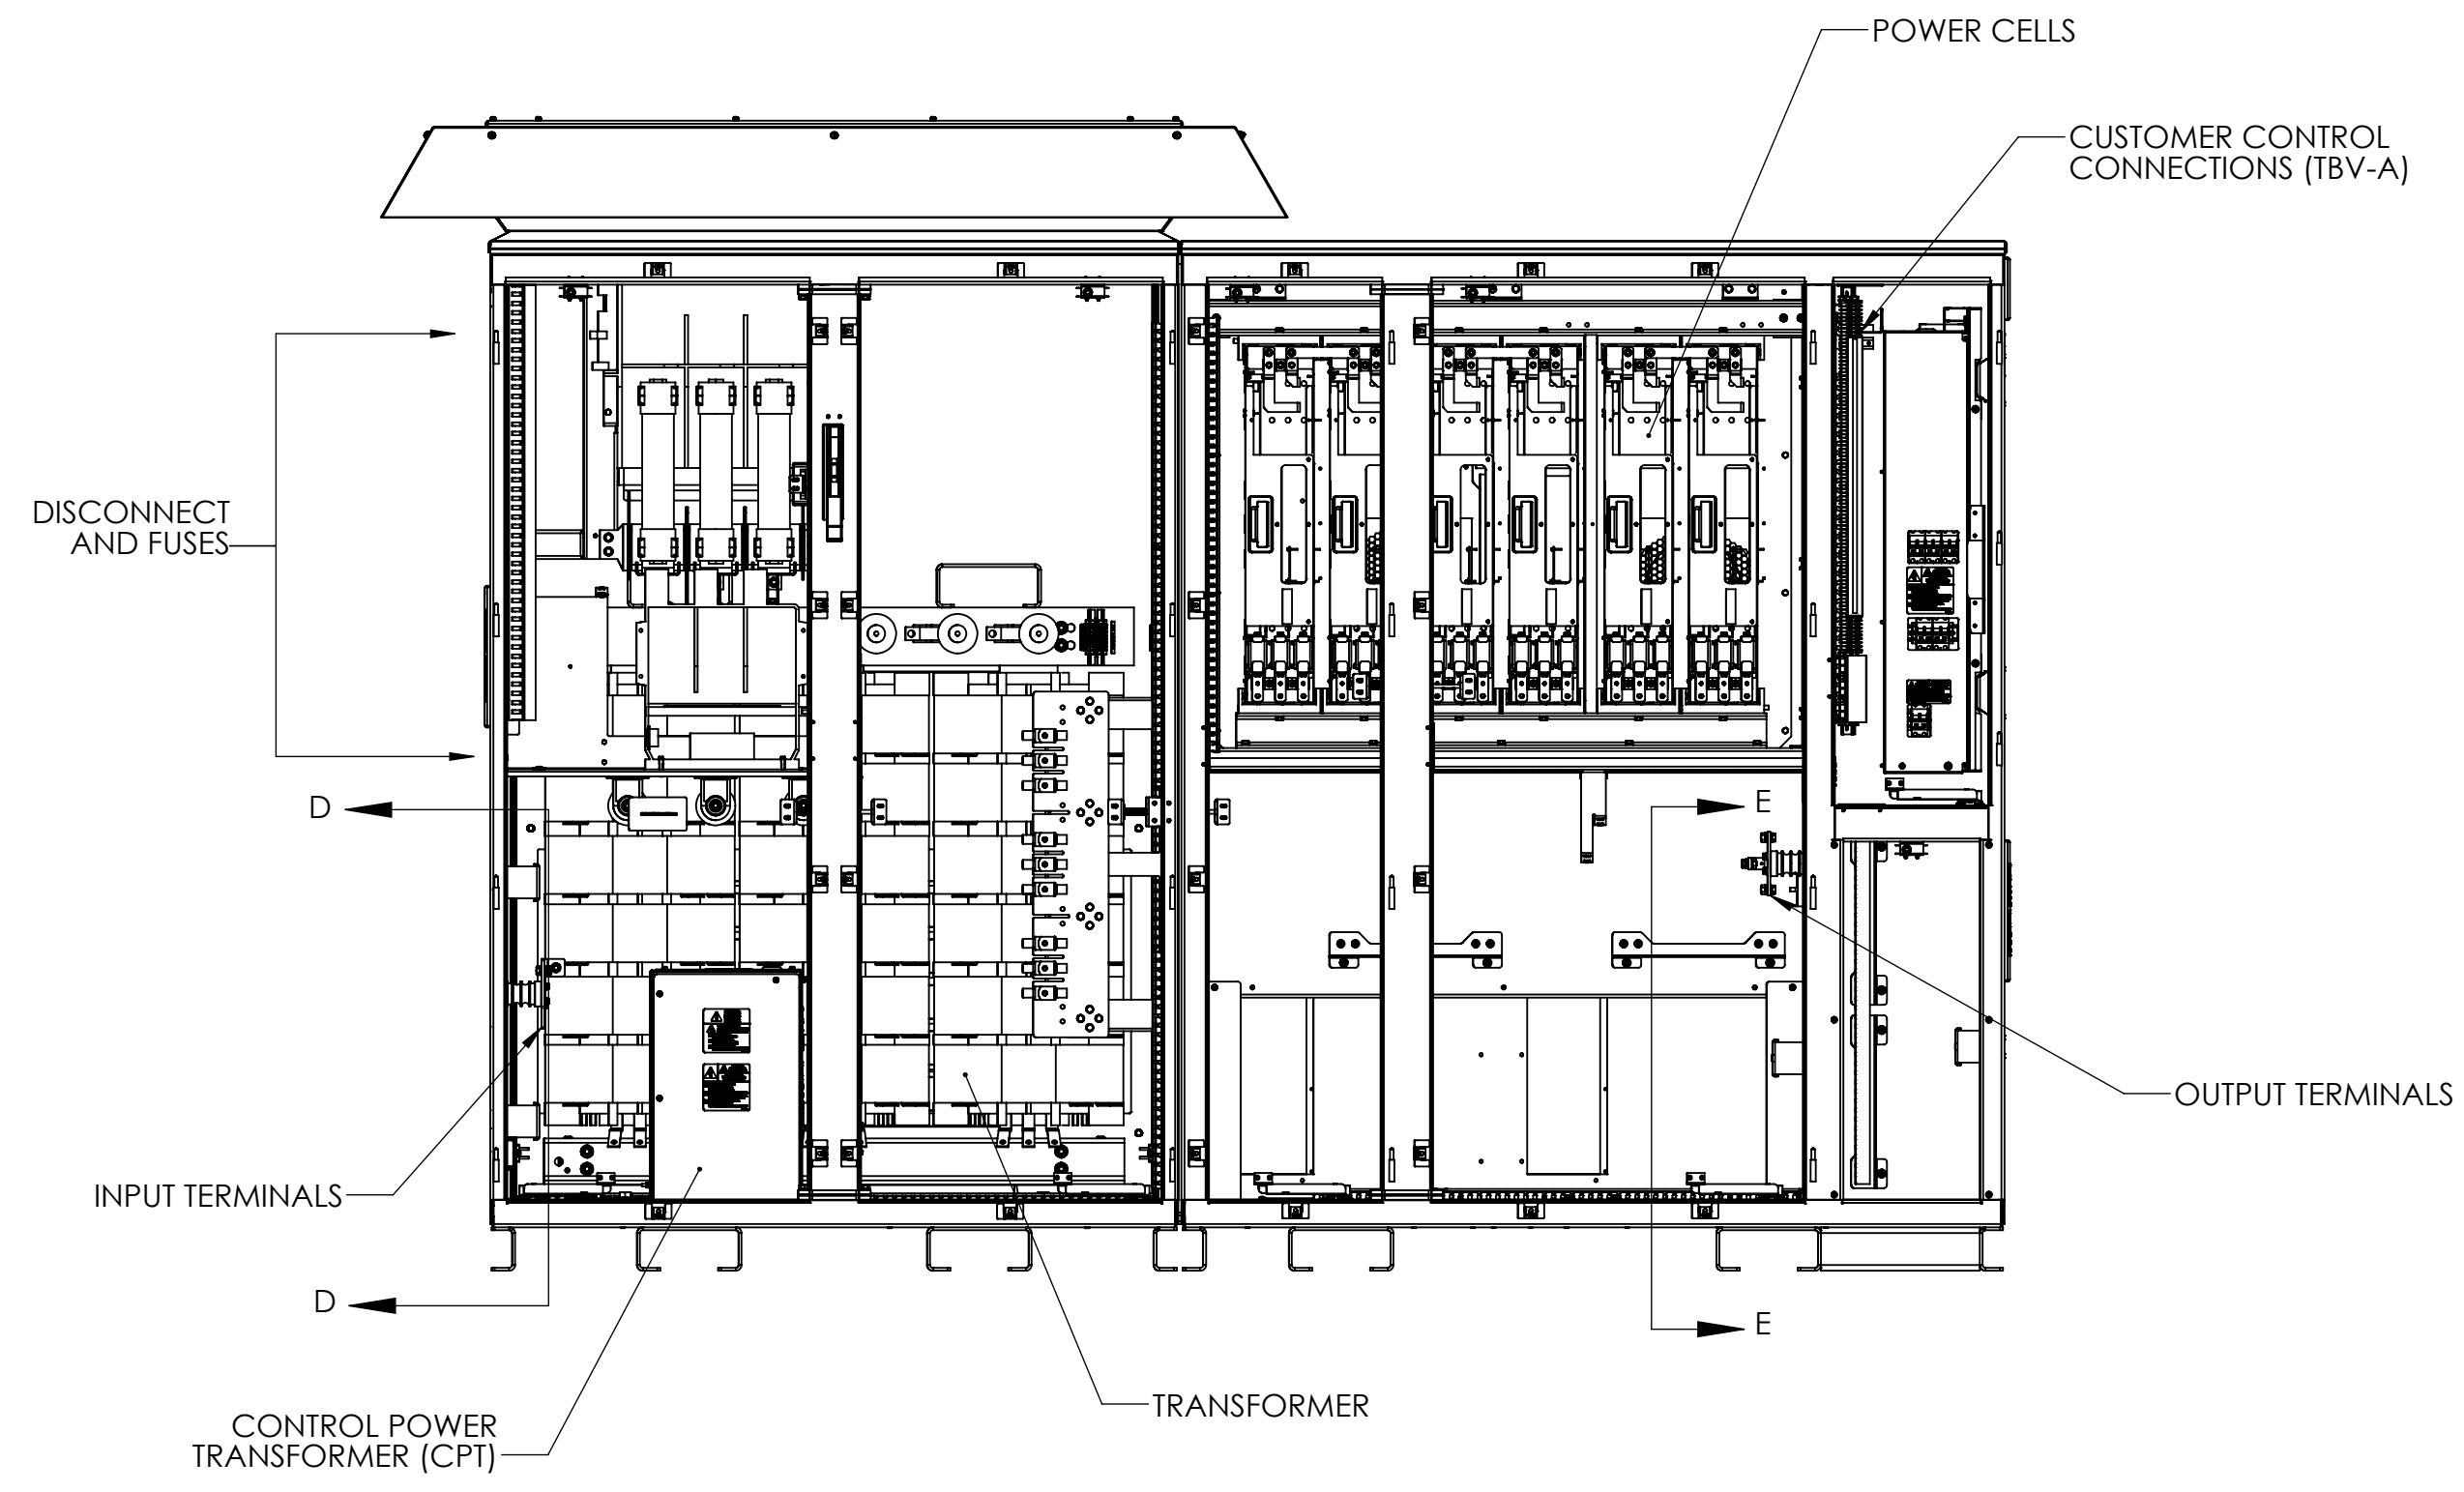 POWER CELLS
CUSTOMER CONTROL
CONNECTIONS (TBV-A)
DISCONNECT
AND FUSES
D
E
OUTPUT TERMINALS
INPUT TERMINALS
D
E
TRANSFORMER
CONTROL POWER
TRANSFORMER (CPT)